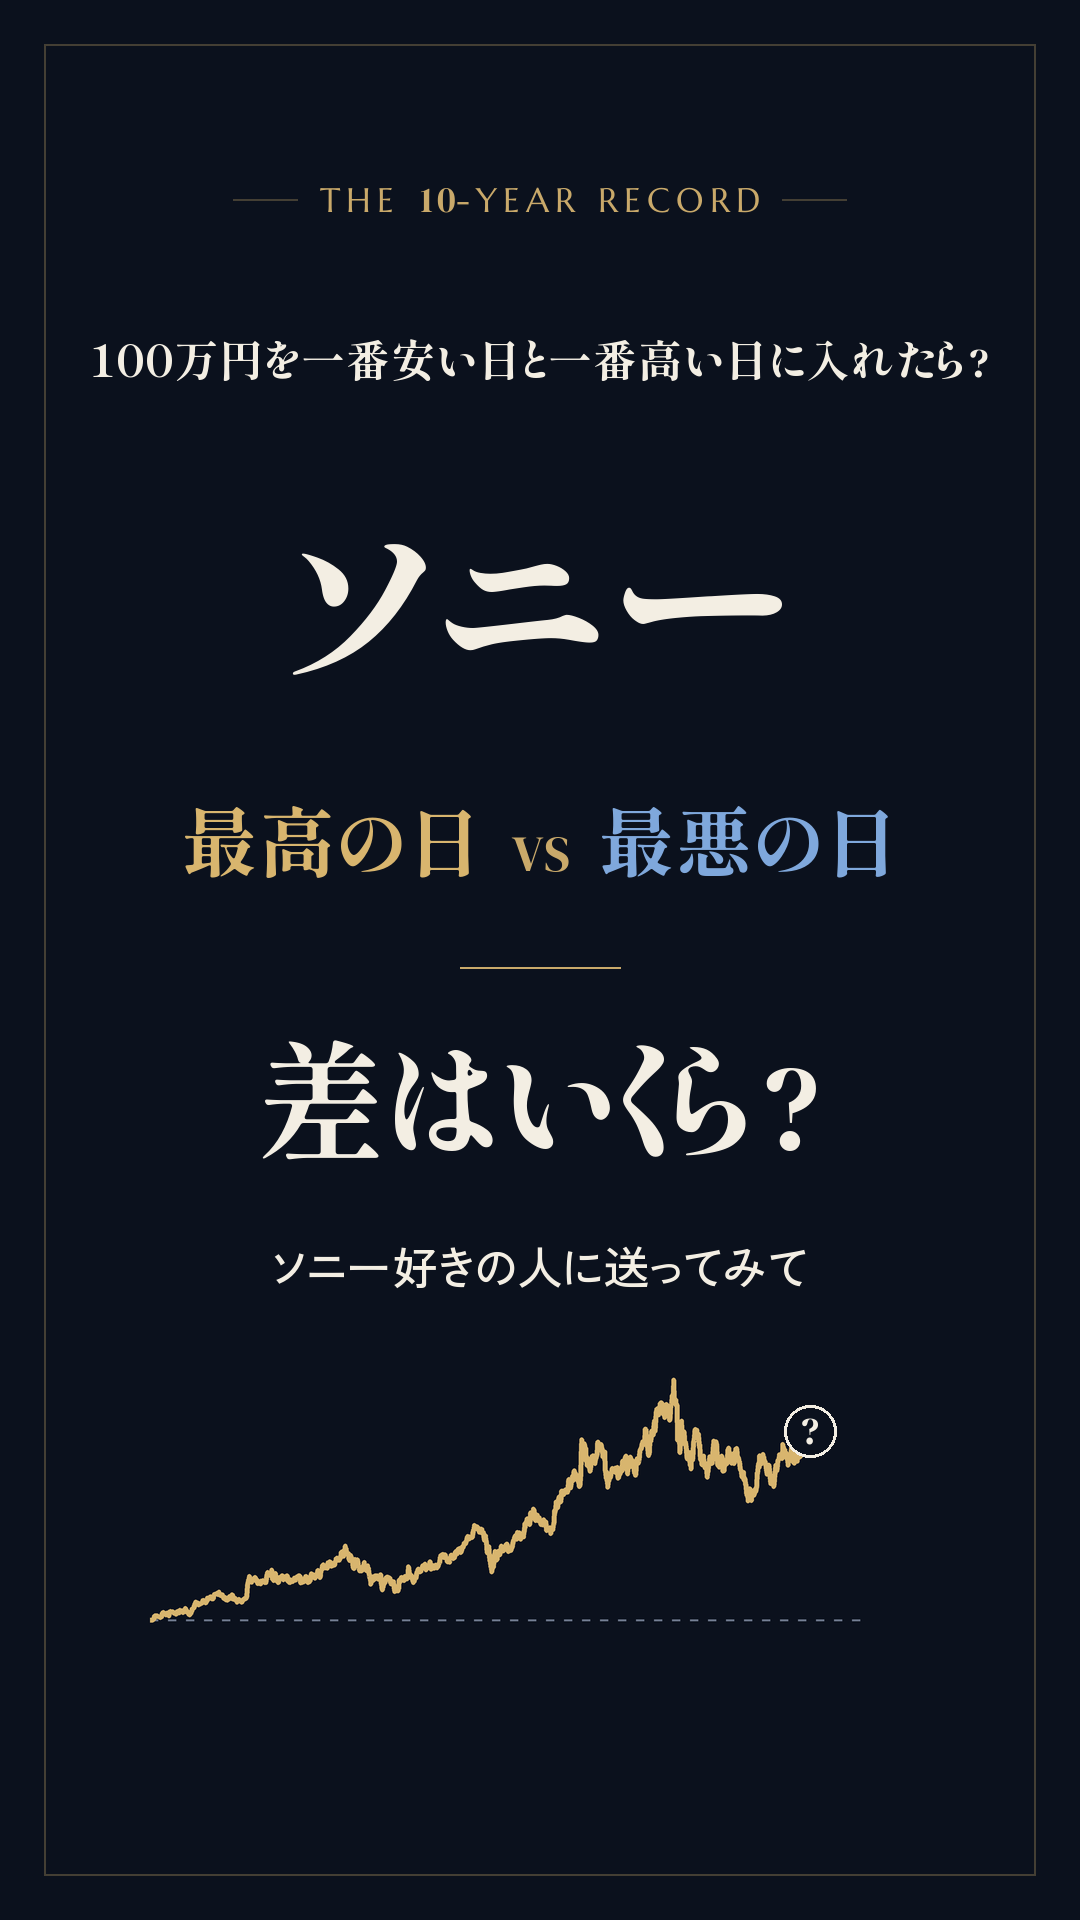 THE 10-YEAR RECORD
100万円を一番安い日と一番高い日に入れたら?
ソニー
最高の日 vs 最悪の日
差はいくら?
ソニー好きの人に送ってみて
?